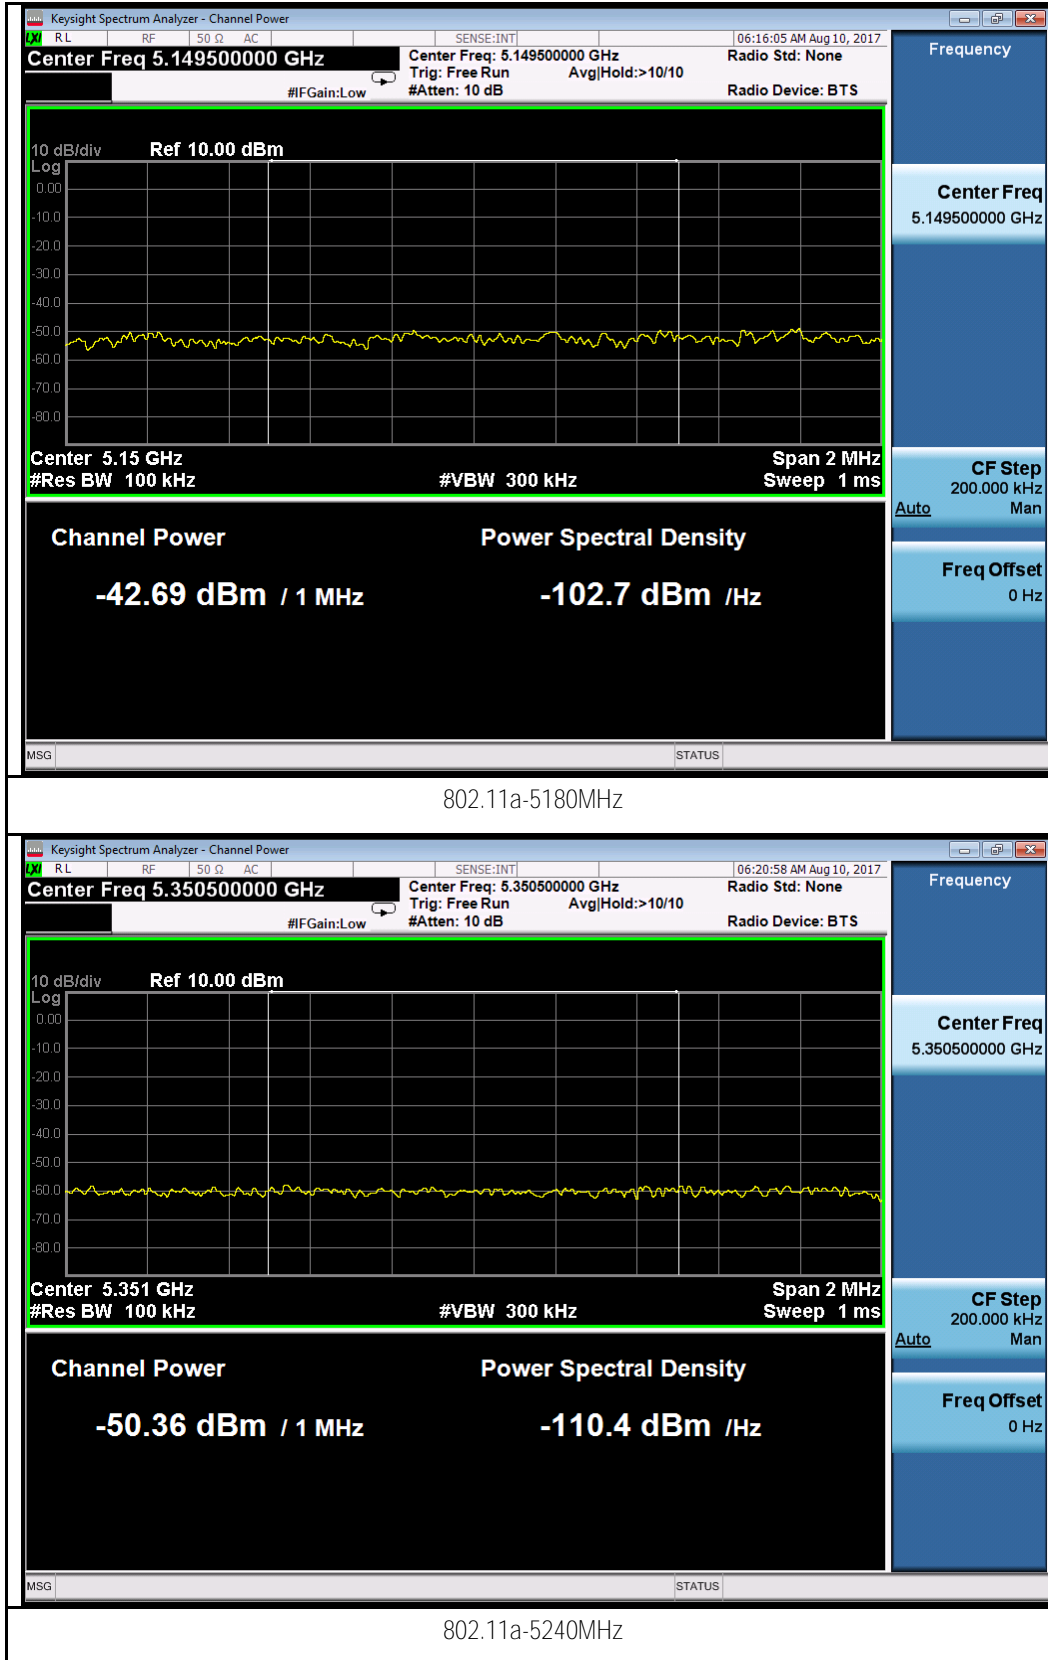 Keysight Spectrum Analyzer - Channel Power
LXI RL RF 50 Ω AC SENSE:INT 06:16:05 AM Aug 10, 2017
Center Freq 5.149500000 GHz
Center Freq: 5.149500000 GHz
Radio Std: None
Trig: Free Run Avg|Hold:>10/10
#IFGain:Low
#Atten: 10 dB
Radio Device: BTS
Frequency
10 dB/div Ref 10.00 dBm
Log
0.00
-10.0
-20.0
-30.0
-40.0
-50.0
-60.0
-70.0
-80.0
Center 5.15 GHz Span 2 MHz
#Res BW 100 kHz #VBW 300 kHz Sweep 1 ms
Center Freq
5.149500000 GHz
CF Step
200.000 kHz
Auto Man
Freq Offset
0 Hz
Channel Power Power Spectral Density
-42.69 dBm / 1 MHz -102.7 dBm /Hz
MSG STATUS
802.11a-5180MHz
Keysight Spectrum Analyzer - Channel Power
LXI RL RF 50 Ω AC SENSE:INT 06:20:58 AM Aug 10, 2017
Center Freq 5.350500000 GHz
Center Freq: 5.350500000 GHz
Radio Std: None
Trig: Free Run Avg|Hold:>10/10
#IFGain:Low
#Atten: 10 dB
Radio Device: BTS
Frequency
10 dB/div Ref 10.00 dBm
Log
0.00
-10.0
-20.0
-30.0
-40.0
-50.0
-60.0
-70.0
-80.0
Center 5.351 GHz Span 2 MHz
#Res BW 100 kHz #VBW 300 kHz Sweep 1 ms
Center Freq
5.350500000 GHz
CF Step
200.000 kHz
Auto Man
Freq Offset
0 Hz
Channel Power Power Spectral Density
-50.36 dBm / 1 MHz -110.4 dBm /Hz
MSG STATUS
802.11a-5240MHz